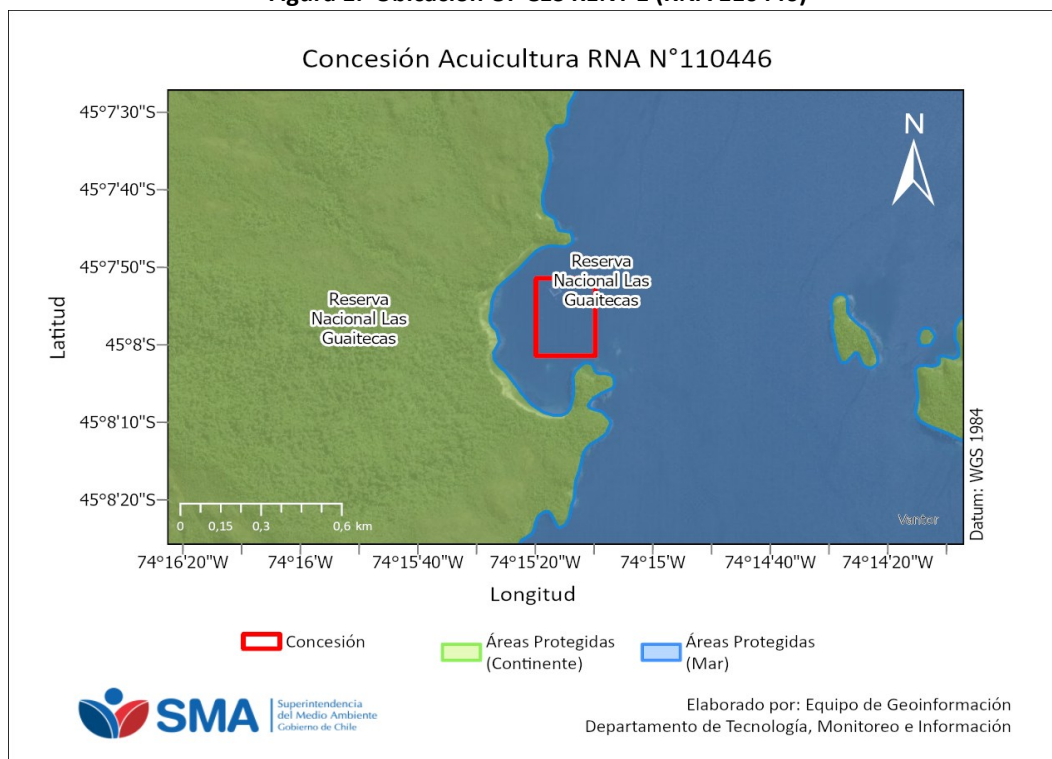 Concesión Acuicultura RNA N°110446
45°7'30"S
45°7'40"S
45°7'50"S
45°8'S
45°8'10"S
45°8'20"S
Latitud
N
Reserva
Nacional Las
Guaitecas
Reserva
Nacional Las
Guaitecas
Datum: WGS 1984
Vantor
0 0,15 0,3 0,6 km
74°16'20"W 74°16'W 74°15'40"W 74°15'20"W 74°15'W 74°14'40"W 74°14'20"W
Longitud
Concesión
Áreas Protegidas
(Continente)
Áreas Protegidas
(Mar)
SMA
Superintendencia
del Medio Ambiente
Gobierno de Chile
Elaborado por: Equipo de Geoinformación
Departamento de Tecnología, Monitoreo e Información